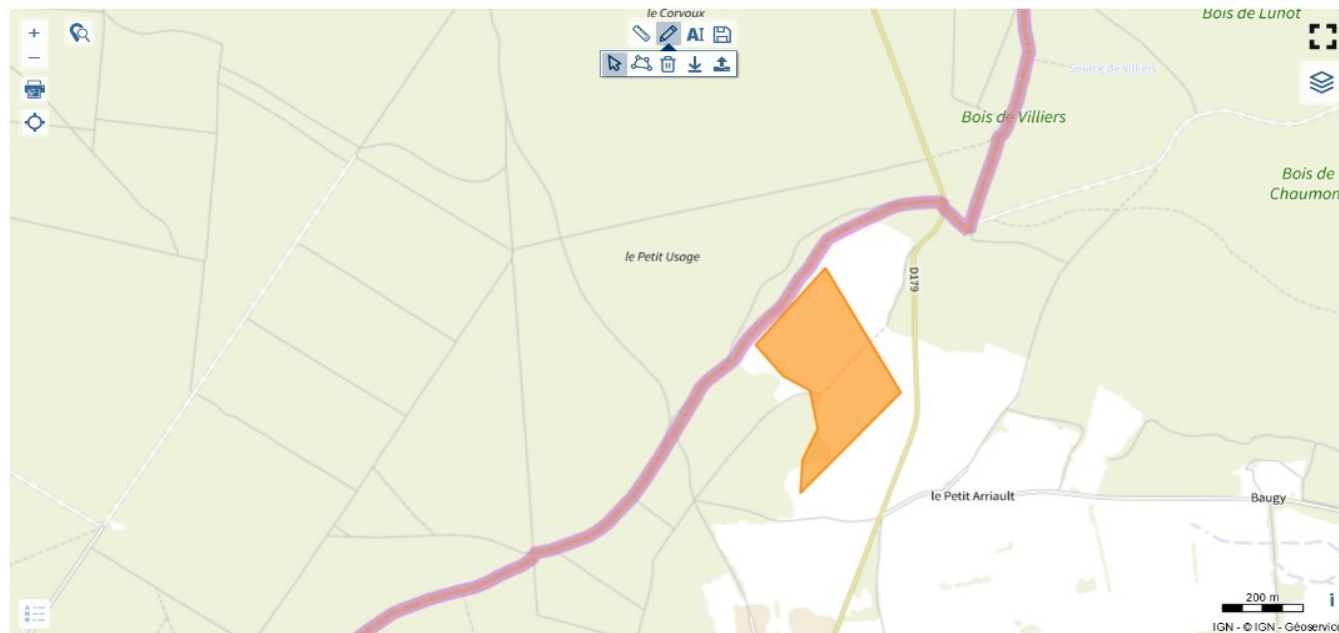 le Corvoux
Bois de Lunot
AI
Source de Villiers
Bois de Villiers
Bois de
Chaumon
le Petit Usage
D179
le Petit Arriault
Baugy
200 m
i
IGN - © IGN - Géoservice